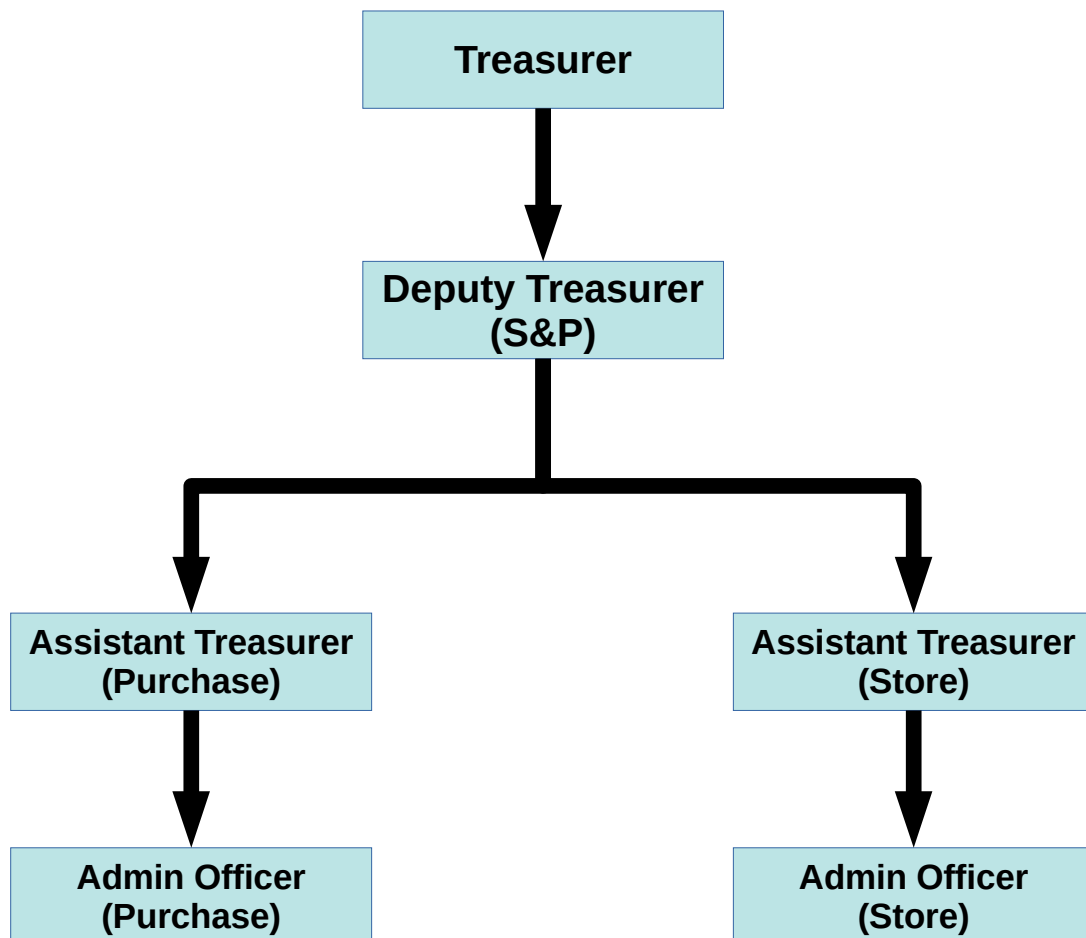 Treasurer
Deputy Treasurer
(S&P)
Assistant Treasurer
(Purchase)
Assistant Treasurer
(Store)
Admin Officer
(Purchase)
Admin Officer
(Store)